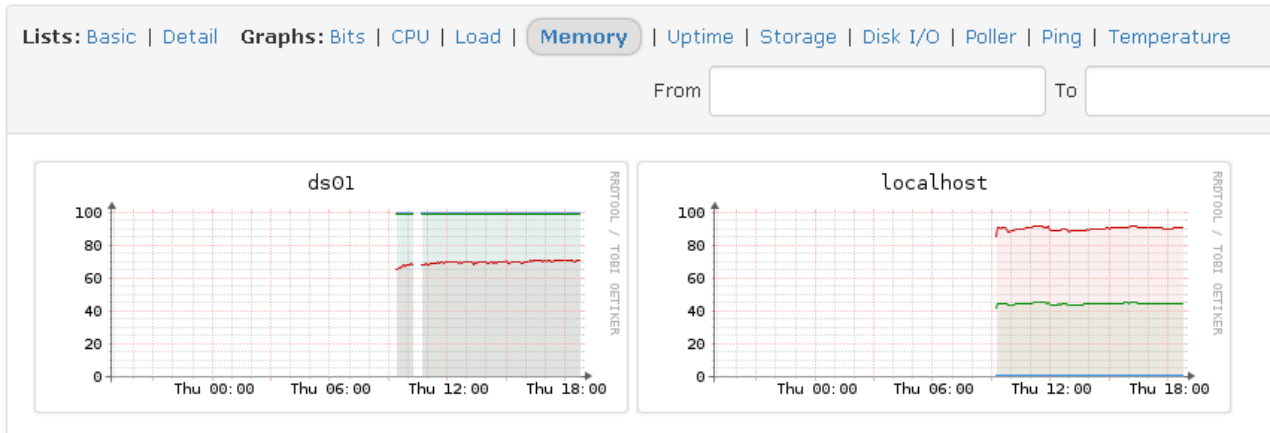 Lists: Basic | Detail Graphs: Bits | CPU | Load | Memory | Uptime | Storage | Disk I/O | Poller | Ping | Temperature
From To
ds01
100
80
60
40
20
0
Thu 00:00 Thu 06:00 Thu 12:00 Thu 18:00
RRDTOOL / TOBI OETIKER
localhost
100
80
60
40
20
0
Thu 00:00 Thu 06:00 Thu 12:00 Thu 18:00
RRDTOOL / TOBI OETIKER